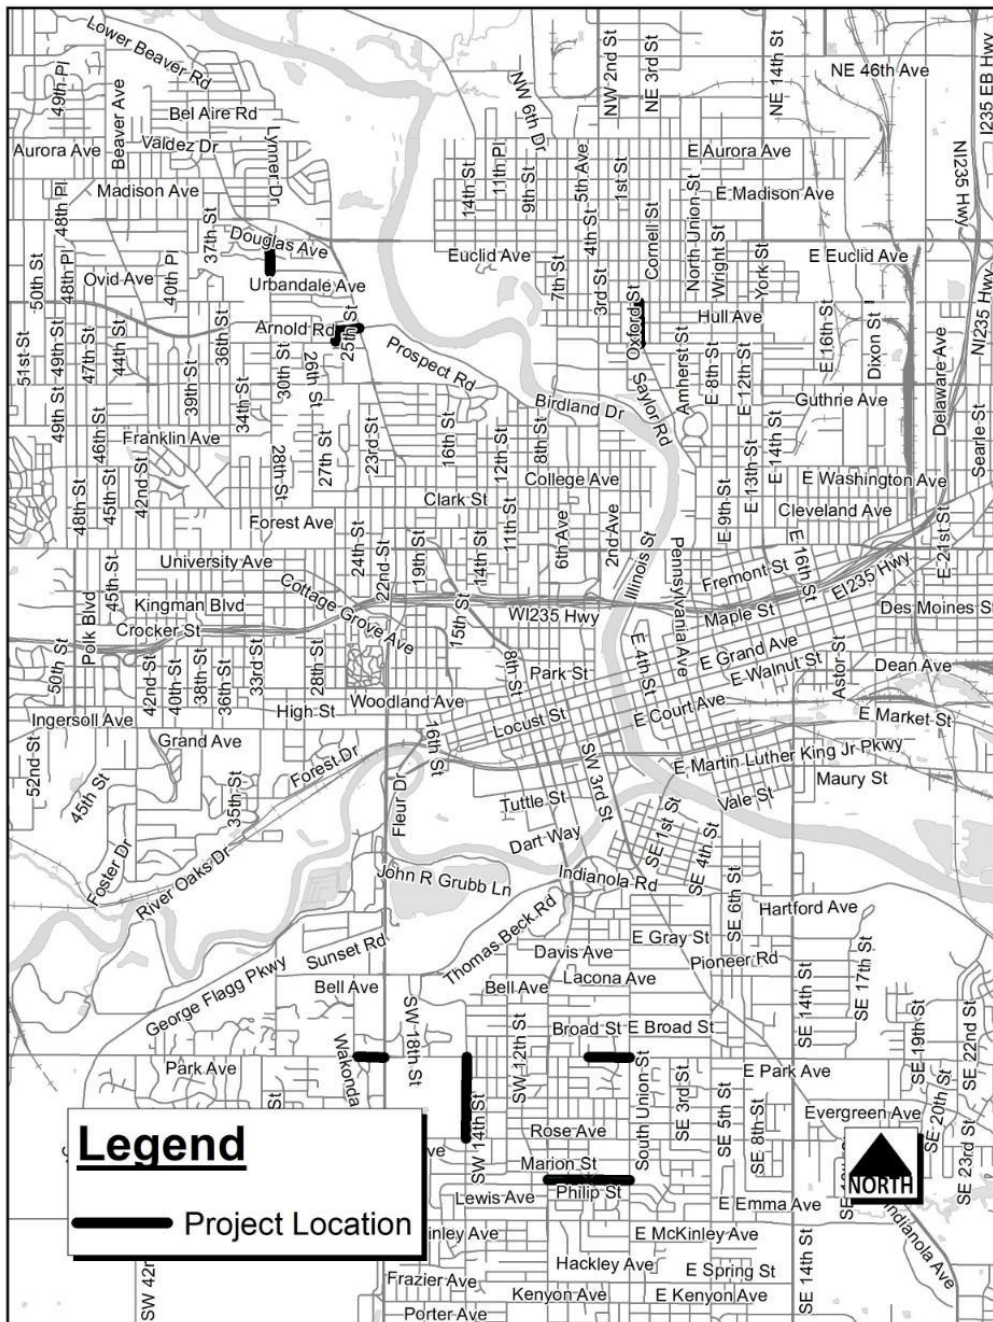 Lower Beaver Rd
49th Pl
Beaver Ave
Bel Aire Rd
Aurora Ave
Valdez Dr
Lynner Dr
Madison Ave
48th Pl
37th St
Douglas Ave
50th St
48th Pl
Ovid Ave
40th Pl
Urbandale Ave
NW 6th Dr
NW 2nd St
NE 3rd St
NE 14th St
NE 46th Ave
I235 EB Hwy
14th St
11th Pl
9th St
5th Ave
1st St
E Aurora Ave
NI235 Hwy
E Madison Ave
Euclid Ave
4th St
Cornell St
North Union St
Wright St
York St
E Euclid Ave
7th St
3rd St
NI235 Hwy
51st St
49th St
47th St
44th St
36th St
Arnold Rd
25th St
Prospect Rd
Oxford St
Hull Ave
E 16th St
Dixon St
Delaware Ave
39th St
34th St
30th St
26th St
Birdland Dr
Saylor Rd
Amherst St
E 8th St
E 12th St
Guthrie Ave
49th St
46th St
Franklin Ave
28th St
27th St
23rd St
16th St
12th St
8th St
College Ave
E 14th St
E 13th St
Searle St
E Washington Ave
48th St
45th St
42nd St
Clark St
Cleveland Ave
Forest Ave
24th St
22nd St
19th St
14th St
11th St
6th Ave
2nd Ave
E 9th St
E 16th St
E 21st St
University Ave
Illinois St
Pennsylvania Ave
Fremont St
EI235 Hwy
45th St
Kingman Blvd
Cottage Grove Ave
Polk Blvd
Crocker St
15th St
WI235 Hwy
Maple St
Des Moines St
50th St
42nd St
40th St
38th St
36th St
33rd St
28th St
8th St
Park St
E 4th St
E Grand Ave
E Walnut St
Astor St
Dean Ave
Woodland Ave
Ingersoll Ave
High St
Locust St
E Court Ave
E Market St
52nd St
Grand Ave
Forest Dr
16th St
SW 3rd St
E Martin Luther King Jr Pkwy
45th St
35th St
Fleur Dr
Tuttle St
Maury St
Vale St
Dart Way
SE 1st St
SE 4th St
Foster Dr
River Oaks Dr
John R Grubb Ln
Indianola Rd
SE 6th St
Hartford Ave
Thomas Beck Rd
Sunset Rd
Davis Ave
E Gray St
Pioneer Rd
SE 17th St
George Flagg Pkwy
Bell Ave
Bell Ave
Lacona Ave
SE 14th St
SW 18th St
SW 12th St
Broad St
E Broad St
SE 19th St
SE 22nd St
Park Ave
Wakonda
E Park Ave
SE 20th St
St
SW 14th St
Rose Ave
South Union St
SE 3rd St
SE 5th St
SE 8th St
Evergreen Ave
SE 23rd St
Legend
ve
Marion St
NORTH
Lewis Ave
Philip St
E Emma Ave
Project Location
inley Ave
E McKinley Ave
Indianola Ave
Hackley Ave
E Spring St
SW 42n
Frazier Ave
Kenyon Ave
E Kenyon Ave
SE 14th St
Porter Ave